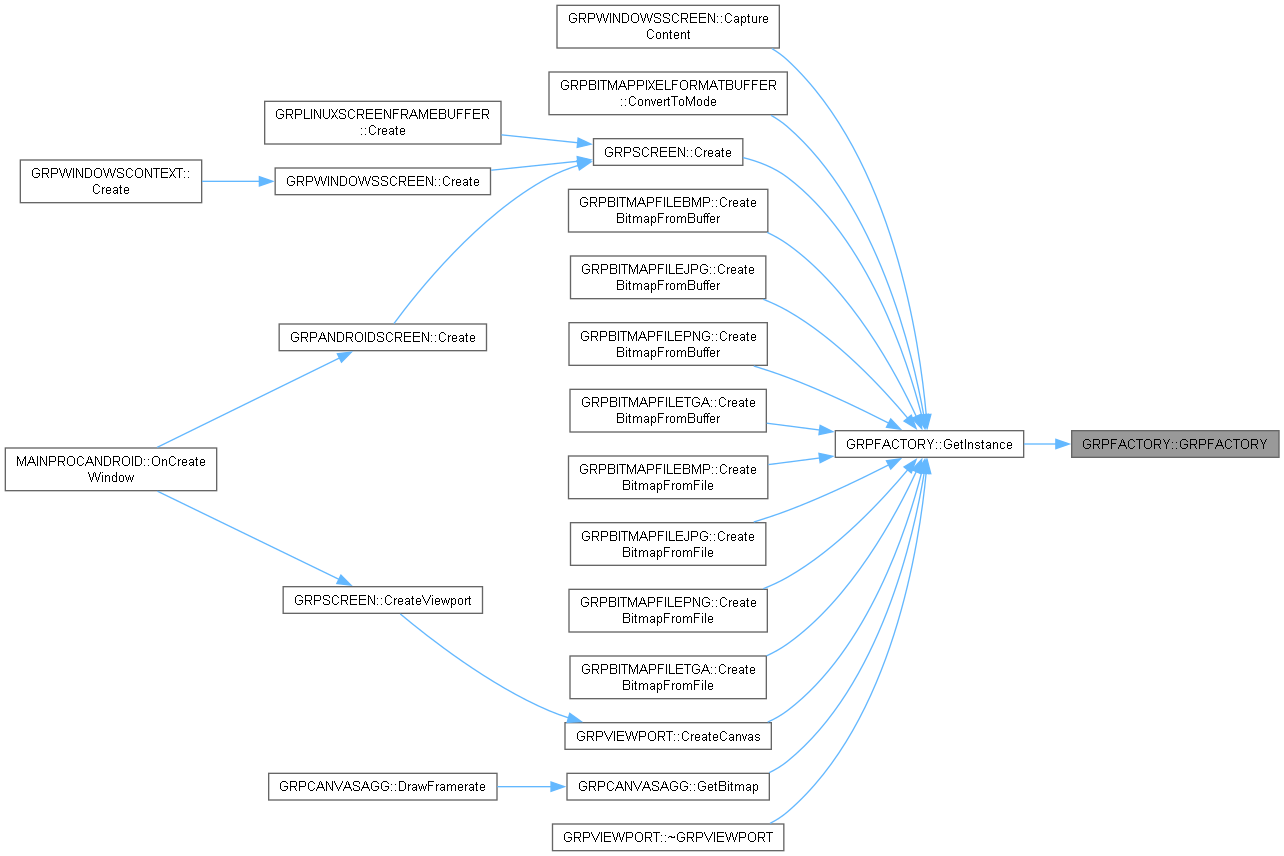 GRPWINDOWSSCREEN::Capture
Content
GRPBITMAPPIXELFORMATBUFFER
::ConvertToMode
GRPLINUXSCREENFRAMEBUFFER
::Create
GRPSCREEN::Create
GRPWINDOWSCONTEXT::
Create
GRPWINDOWSSCREEN::Create
GRPBITMAPFILEBMP::Create
BitmapFromBuffer
GRPBITMAPFILEJPG::Create
BitmapFromBuffer
GRPANDROIDSCREEN::Create
GRPBITMAPFILEPNG::Create
BitmapFromBuffer
GRPBITMAPFILETGA::Create
BitmapFromBuffer
GRPFACTORY::GetInstance
GRPFACTORY::GRPFACTORY
MAINPROCANDROID::OnCreate
Window
GRPBITMAPFILEBMP::Create
BitmapFromFile
GRPBITMAPFILEJPG::Create
BitmapFromFile
GRPSCREEN::CreateViewport
GRPBITMAPFILEPNG::Create
BitmapFromFile
GRPBITMAPFILETGA::Create
BitmapFromFile
GRPVIEWPORT::CreateCanvas
GRPCANVASAGG::DrawFramerate
GRPCANVASAGG::GetBitmap
GRPVIEWPORT::~GRPVIEWPORT